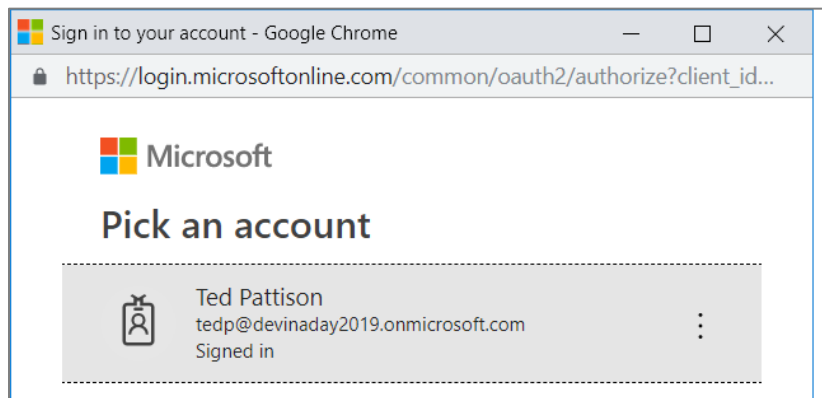 Sign in to your account - Google Chrome
https://login.microsoftonline.com/common/oauth2/authorize?client_id...
Microsoft
Pick an account
Ted Pattison
tedp@devinaday2019.onmicrosoft.com
Signed in